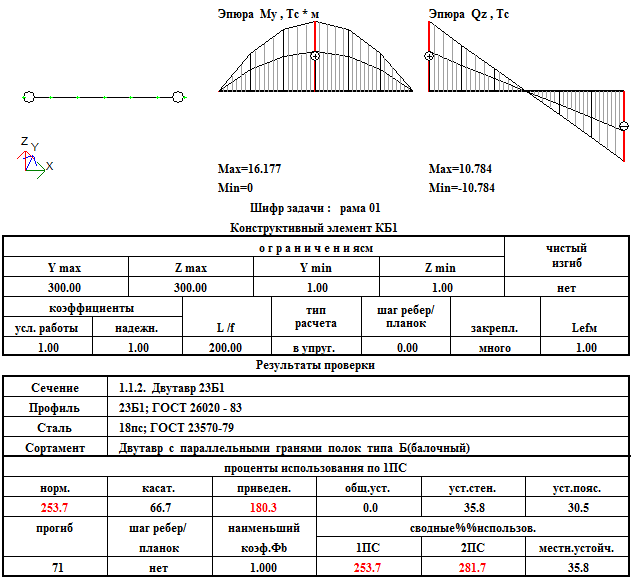 Эпюра My , Тс * м
Эпюра Qz , Тс
Z
Y
X
Max=16.177
Min=0
Max=10.784
Min=-10.784
Шифр задачи : рама 01
Конструктивный элемент КБ1
о г р а н и ч е н и ясм
чистый изгиб
Y max Z max Y min Z min
300.00 300.00 1.00 1.00 нет
коэффициенты
L /f
тип расчета
шаг ребер/ планок
закрепл.
Lefм
усл. работы надежн.
1.00 1.00 200.00 в упруг. 0.00 много 1.00
Результаты проверки
Сечение 1.1.2. Двутавр 23Б1
Профиль 23Б1; ГОСТ 26020 - 83
Сталь 18пс; ГОСТ 23570-79
Сортамент Двутавр с параллельными гранями полок типа Б(балочный)
проценты использования по 1ПС
норм. касат. приведен. общ.уст. уст.стен. уст.пояс.
253.7 66.7 180.3 0.0 35.8 30.5
прогиб шаг ребер/ наименьший сводные%%использов.
планок коэф.Фb 1ПС 2ПС местн.устойч.
71 нет 1.000 253.7 281.7 35.8